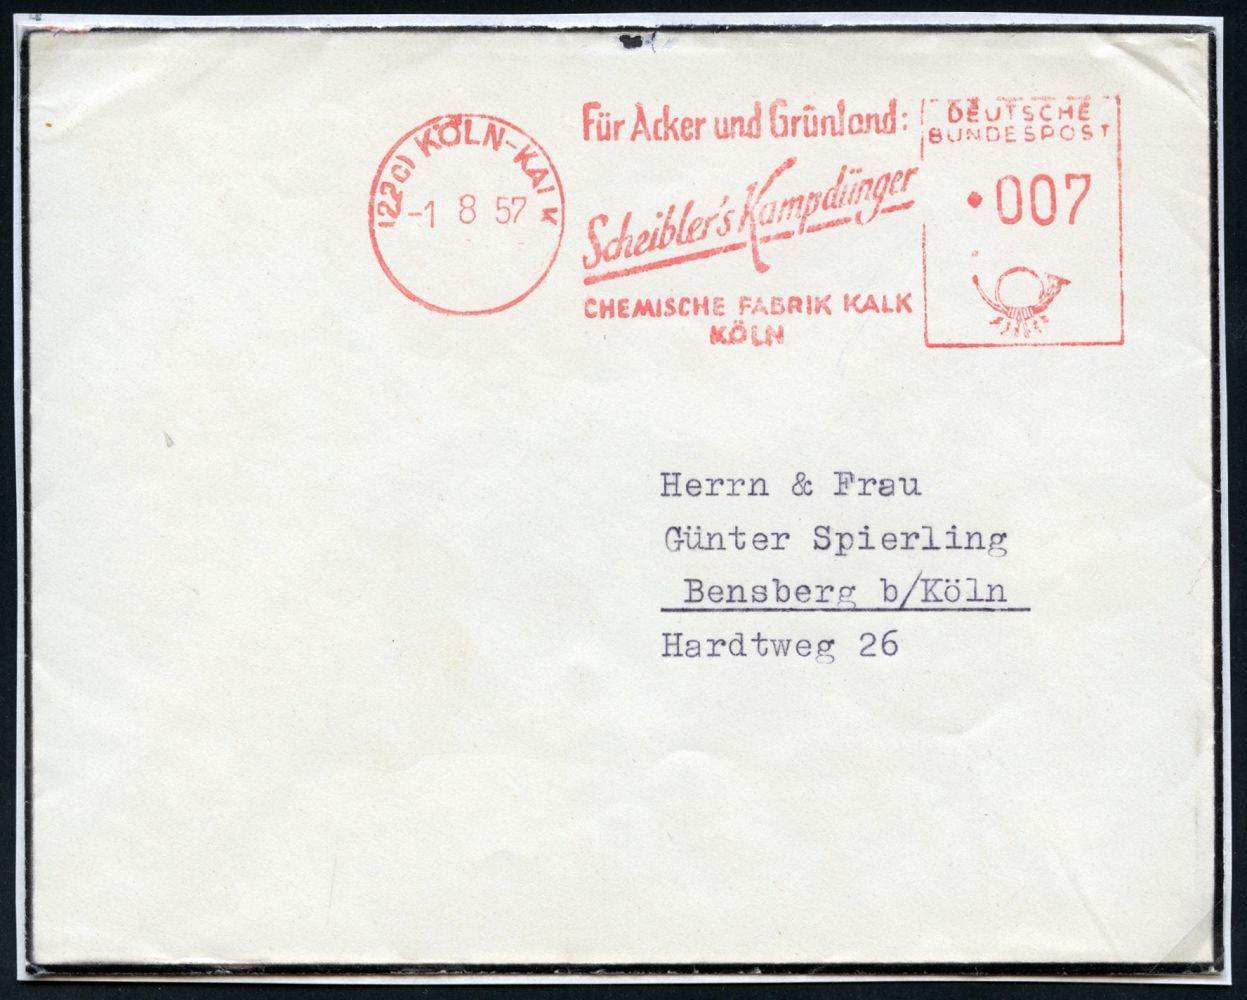 (22c) KÖLN-KALK
-1 8 57
Für Acker und Grünland:
Scheibler's Kampdünger
CHEMISCHE FABRIK KALK
KÖLN
DEUTSCHE
BUNDESPOST
007
Herrn & Frau
Günter Spierling
Bensberg b/Köln
Hardtweg 26